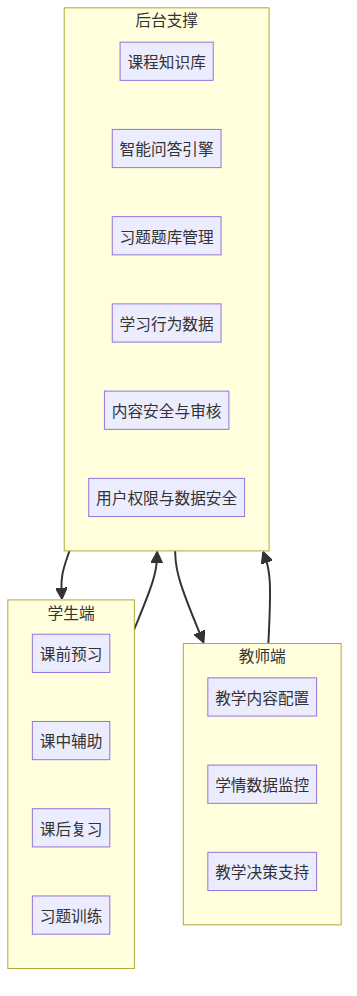 后台支撑
课程知识库
智能问答引擎
习题题库管理
学习行为数据
内容安全与审核
用户权限与数据安全
学生端
课前预习
课中辅助
课后复习
习题训练
教师端
教学内容配置
学情数据监控
教学决策支持